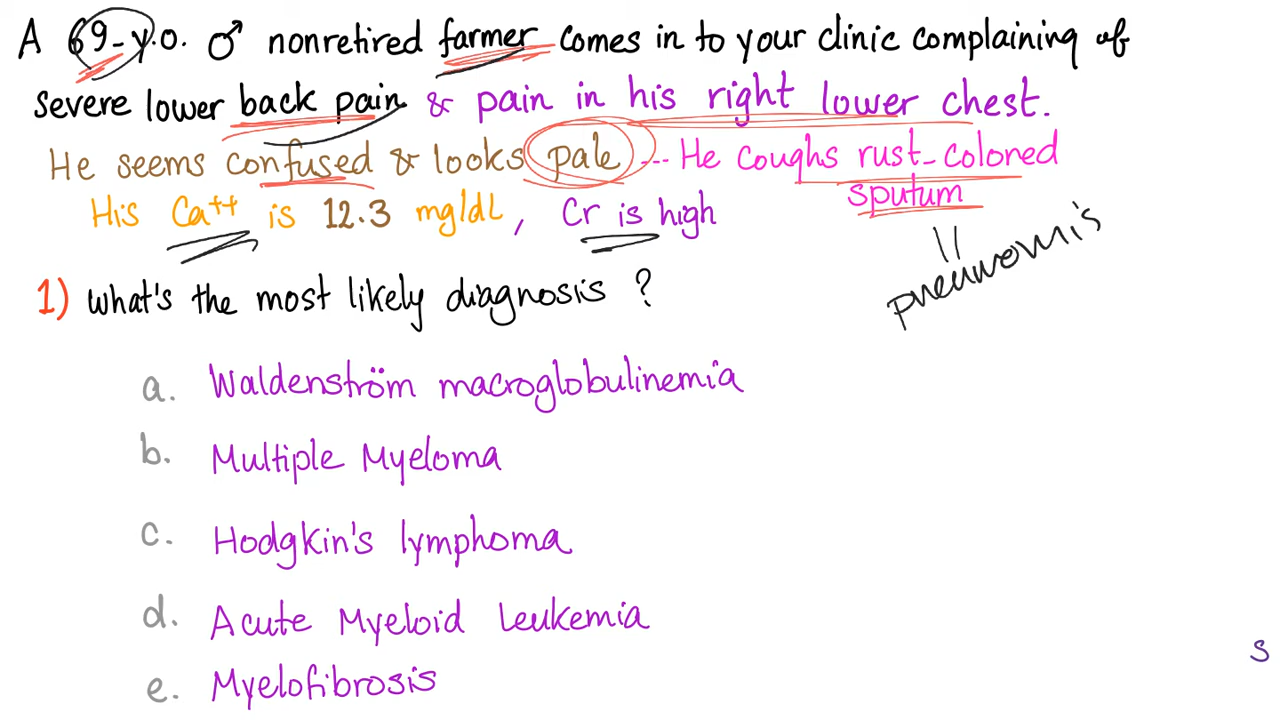 A 69-y.o. ♂ nonretired farmer comes in to your clinic complaining of
severe lower back pain & pain in his right lower chest.
He seems confused & looks pale --- He coughs rust-colored
sputum
His Ca++ is 12.3 mg/dL, Cr is high
pneumonia
1) what's the most likely diagnosis ?
a. Waldenström macroglobulinemia
b. Multiple Myeloma
c. Hodgkin's lymphoma
d. Acute Myeloid Leukemia
e. Myelofibrosis
S